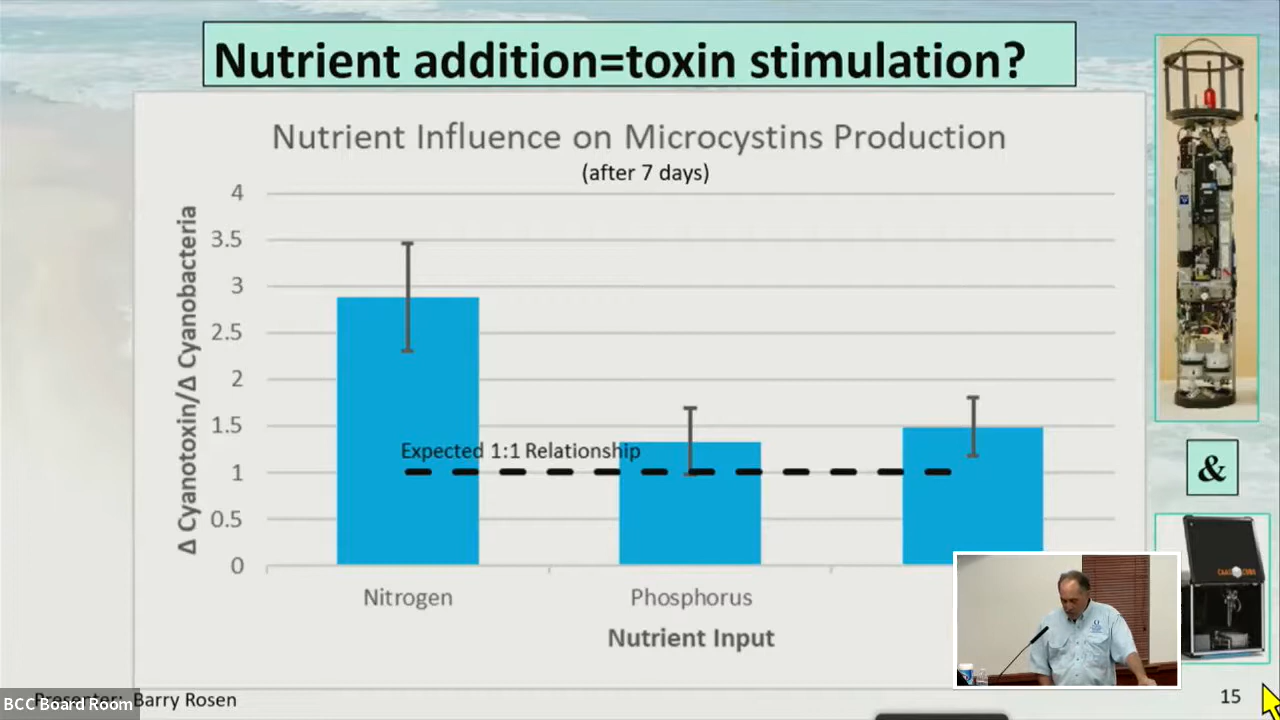 Nutrient addition=toxin stimulation?
Nutrient Influence on Microcystins Production
(after 7 days)
Δ Cyanotoxin/Δ Cyanobacteria
4
3.5
3
2.5
2
1.5
1
0.5
0
Expected 1:1 Relationship
Nitrogen
Phosphorus
Nutrient Input
&
Presenter: Barry Rosen
BCC Board Room
15